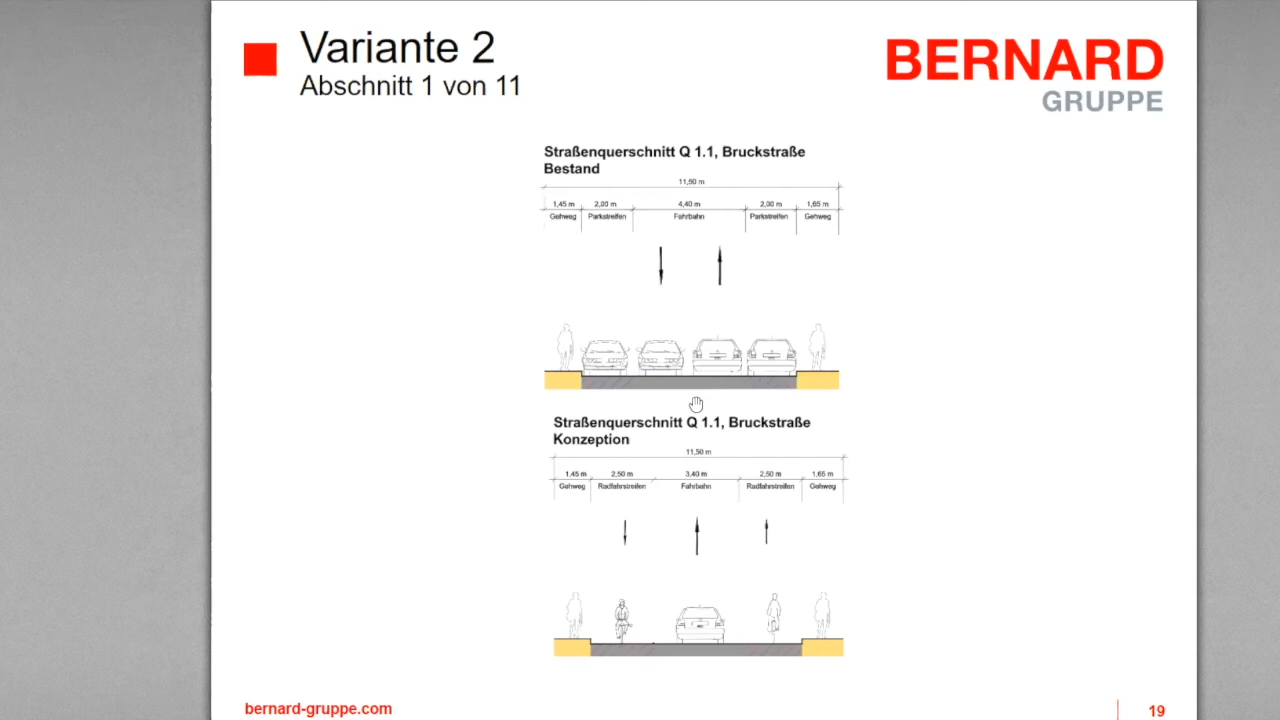 Variante 2
Abschnitt 1 von 11
BERNARD
GRUPPE
Straßenquerschnitt Q 1.1, Bruckstraße
Bestand
11,50 m
1,45 m 2,00 m 4,40 m 2,00 m 1,65 m
Gehweg Parkstreifen Fahrbahn Parkstreifen Gehweg
Straßenquerschnitt Q 1.1, Bruckstraße
Konzeption
11,50 m
1,45 m 2,50 m 3,40 m 2,50 m 1,65 m
Gehweg Radfahrstreifen Fahrbahn Radfahrstreifen Gehweg
bernard-gruppe.com
19